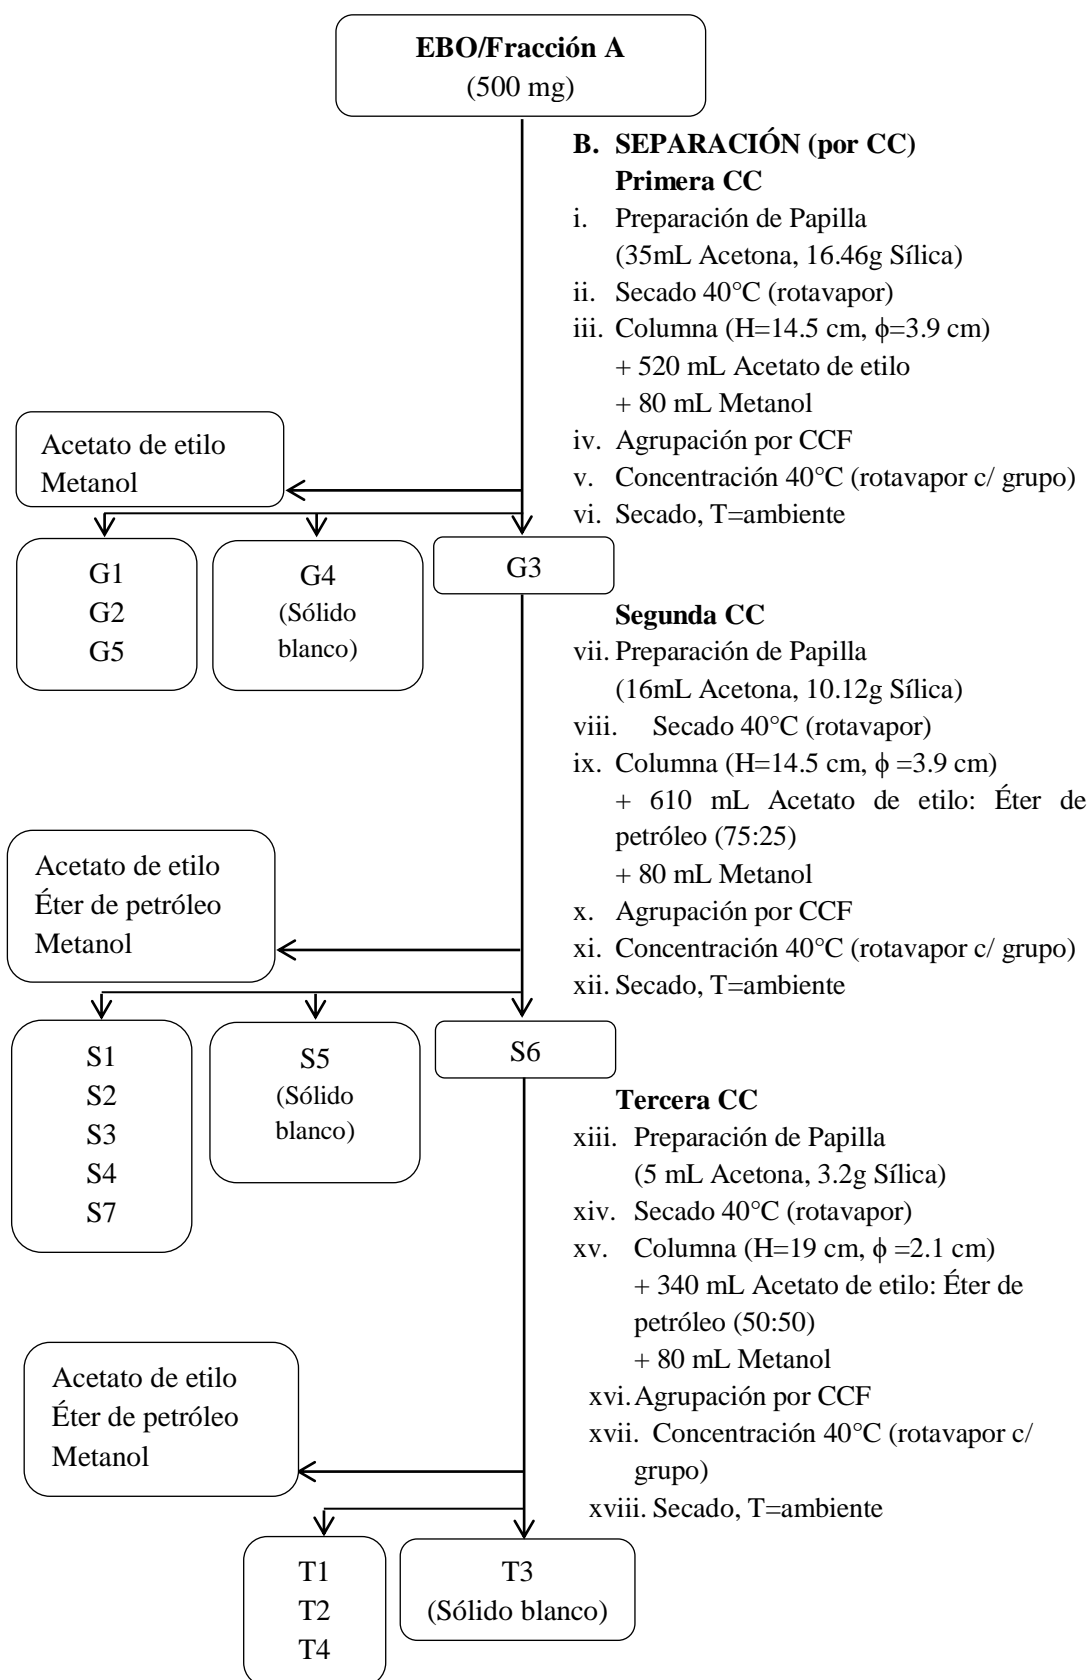 EBO/Fracción A
(500 mg)
B. SEPARACIÓN (por CC)
Primera CC
i. Preparación de Papilla
(35mL Acetona, 16.46g Sílica)
ii. Secado 40°C (rotavapor)
iii. Columna (H=14.5 cm, ϕ=3.9 cm)
+ 520 mL Acetato de etilo
+ 80 mL Metanol
iv. Agrupación por CCF
v. Concentración 40°C (rotavapor c/ grupo)
vi. Secado, T=ambiente
Acetato de etilo
Metanol
G1
G2
G5
G4
(Sólido
blanco)
G3
Segunda CC
vii. Preparación de Papilla
(16mL Acetona, 10.12g Sílica)
viii. Secado 40°C (rotavapor)
ix. Columna (H=14.5 cm, ϕ =3.9 cm)
+ 610 mL Acetato de etilo: Éter de
petróleo (75:25)
+ 80 mL Metanol
x. Agrupación por CCF
xi. Concentración 40°C (rotavapor c/ grupo)
xii. Secado, T=ambiente
Acetato de etilo
Éter de petróleo
Metanol
S1
S2
S3
S4
S7
S5
(Sólido
blanco)
S6
Tercera CC
xiii. Preparación de Papilla
(5 mL Acetona, 3.2g Sílica)
xiv. Secado 40°C (rotavapor)
xv. Columna (H=19 cm, ϕ =2.1 cm)
+ 340 mL Acetato de etilo: Éter de
petróleo (50:50)
+ 80 mL Metanol
xvi. Agrupación por CCF
xvii. Concentración 40°C (rotavapor c/
grupo)
xviii. Secado, T=ambiente
Acetato de etilo
Éter de petróleo
Metanol
T1
T2
T4
T3
(Sólido blanco)